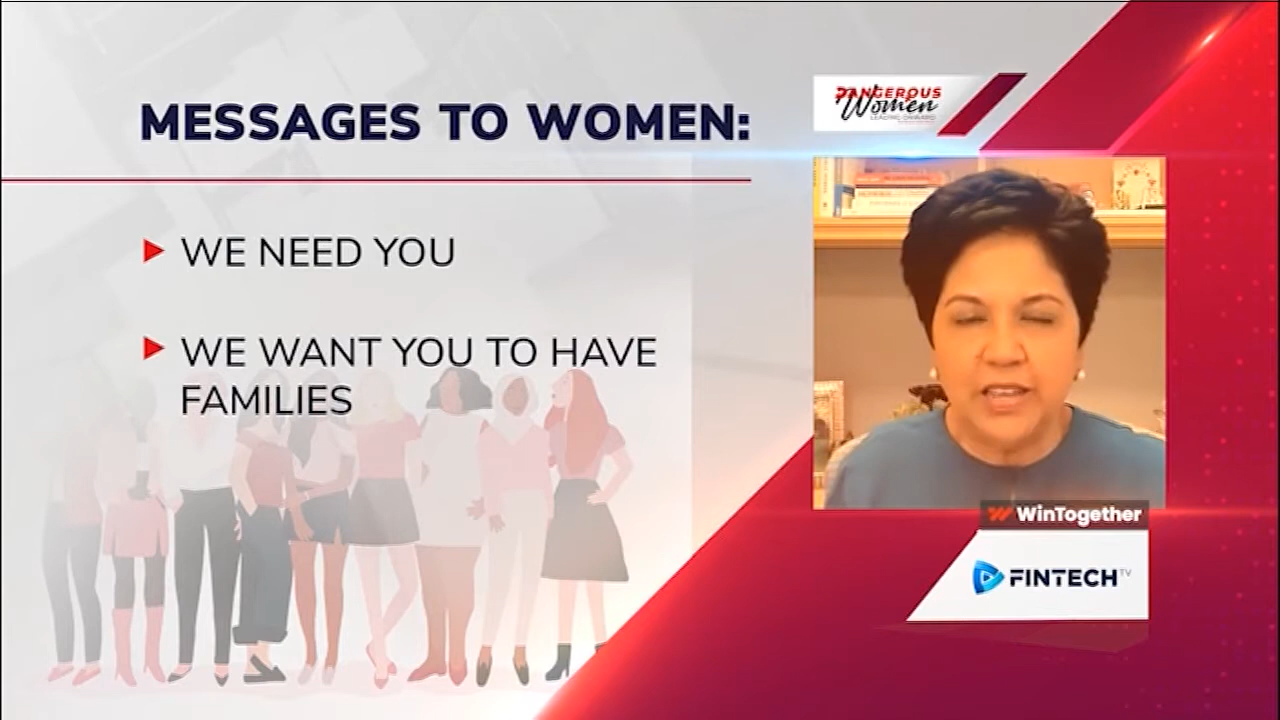 MESSAGES TO WOMEN:
WE NEED YOU
WE WANT YOU TO HAVE
FAMILIES
DANGEROUS
Women
WinTogether
FINTECH TV